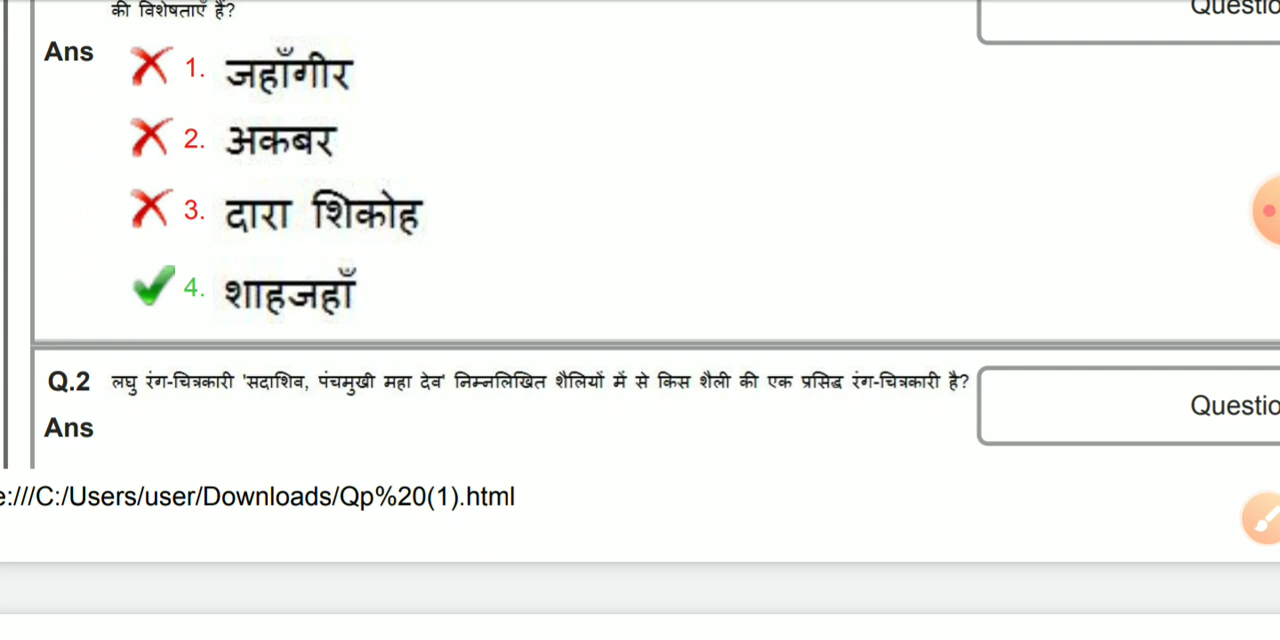 की विशेषताएँ हैं?
Questio
Ans
1. जहाँगीर
2. अकबर
3. दारा शिकोह
4. शाहजहाँ
Q.2 लघु रंग-चित्रकारी 'सदाशिव, पंचमुखी महा देव' निम्नलिखित शैलियों में से किस शैली की एक प्रसिद्ध रंग-चित्रकारी है?
Questio
Ans
e:///C:/Users/user/Downloads/Qp%20(1).html